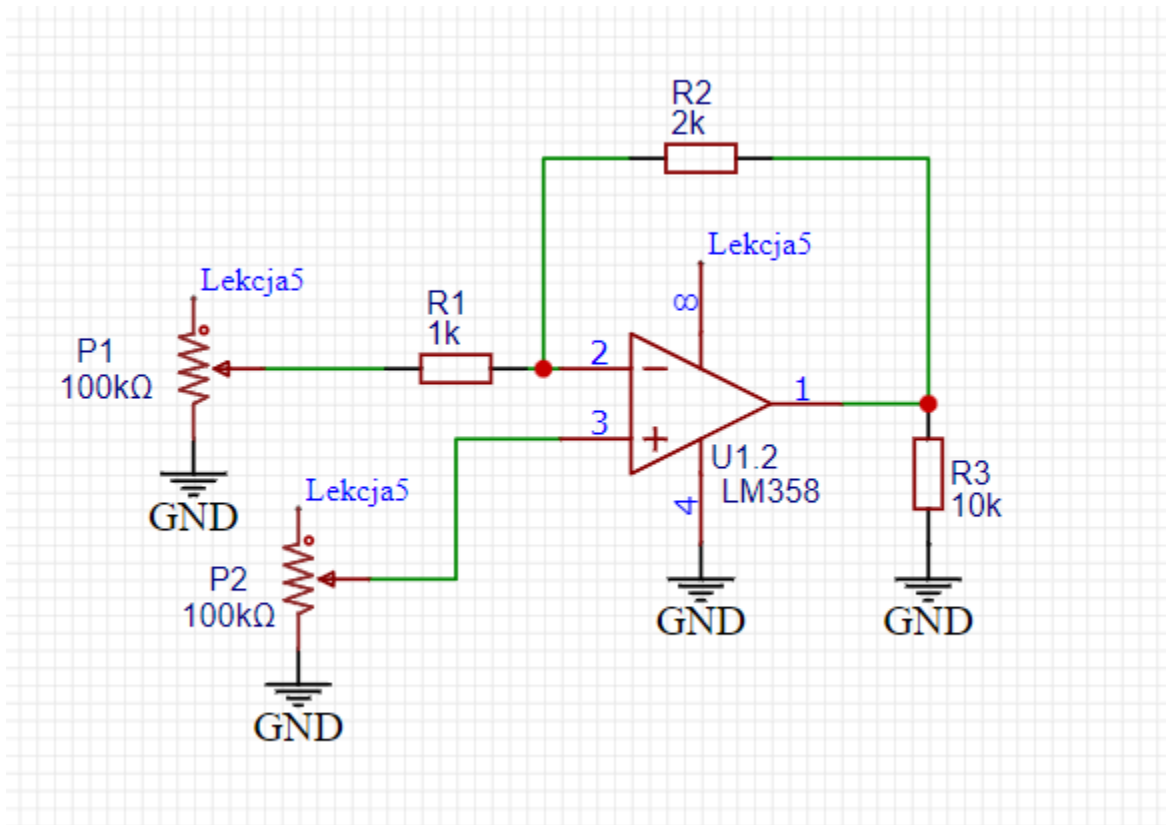 R2
2k
Lekcja5
8
Lekcja5
R1
1k
P1
100kΩ
2
1
3
U1.2
LM358
4
R3
10k
GND
Lekcja5
P2
100kΩ
GND
GND
GND